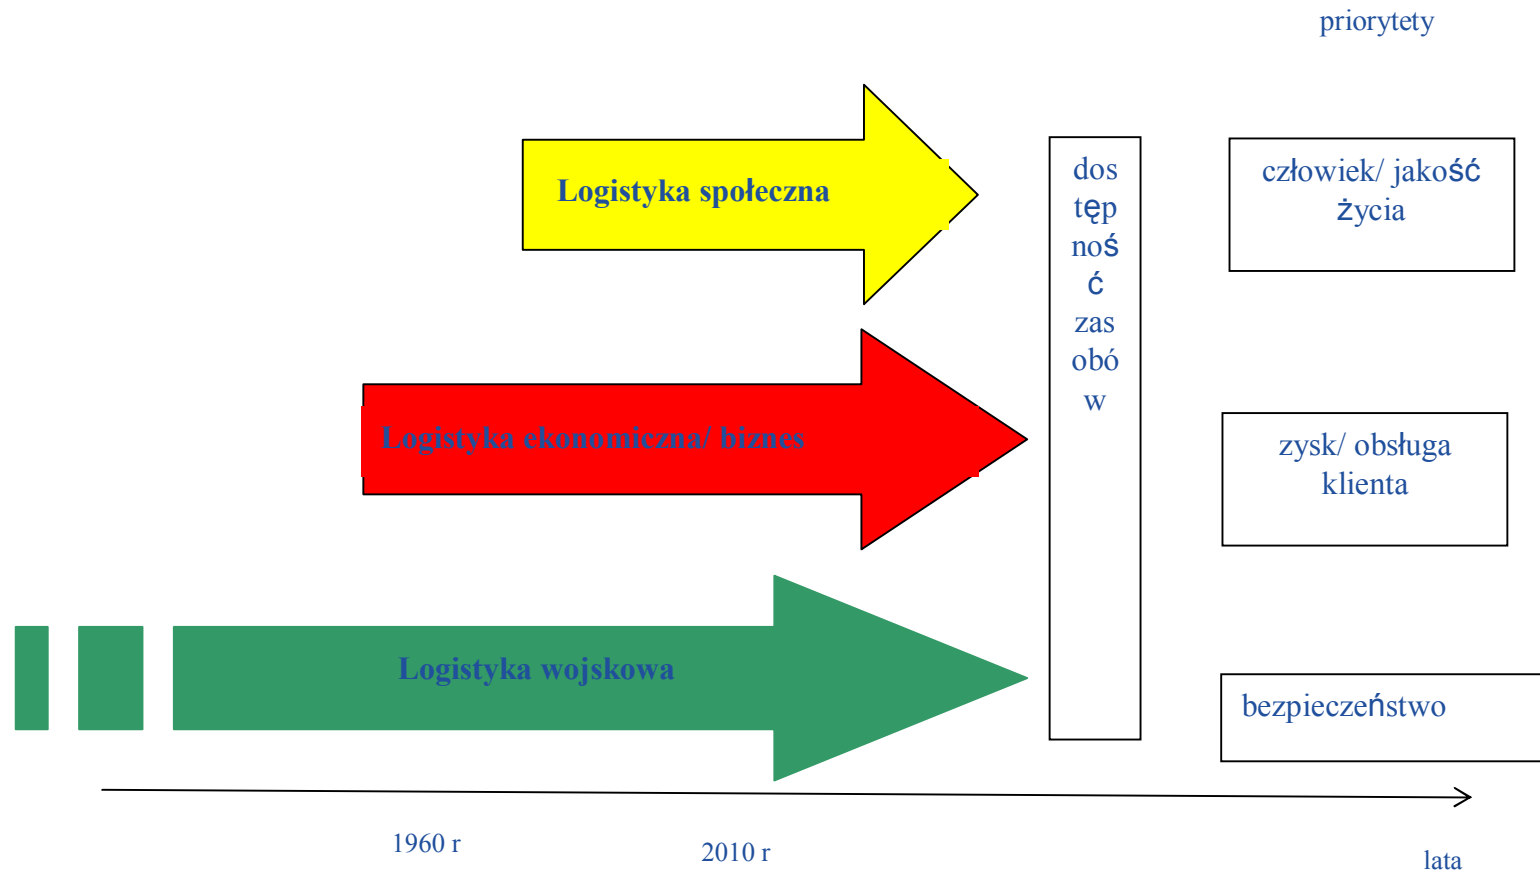 priorytety
Logistyka społeczna
dos
tęp
noś
ć
zas
obó
w
człowiek/ jakość
życia
Logistyka ekonomiczna/ biznes
zysk/ obsługa
klienta
Logistyka wojskowa
bezpieczeństwo
1960 r
2010 r
lata